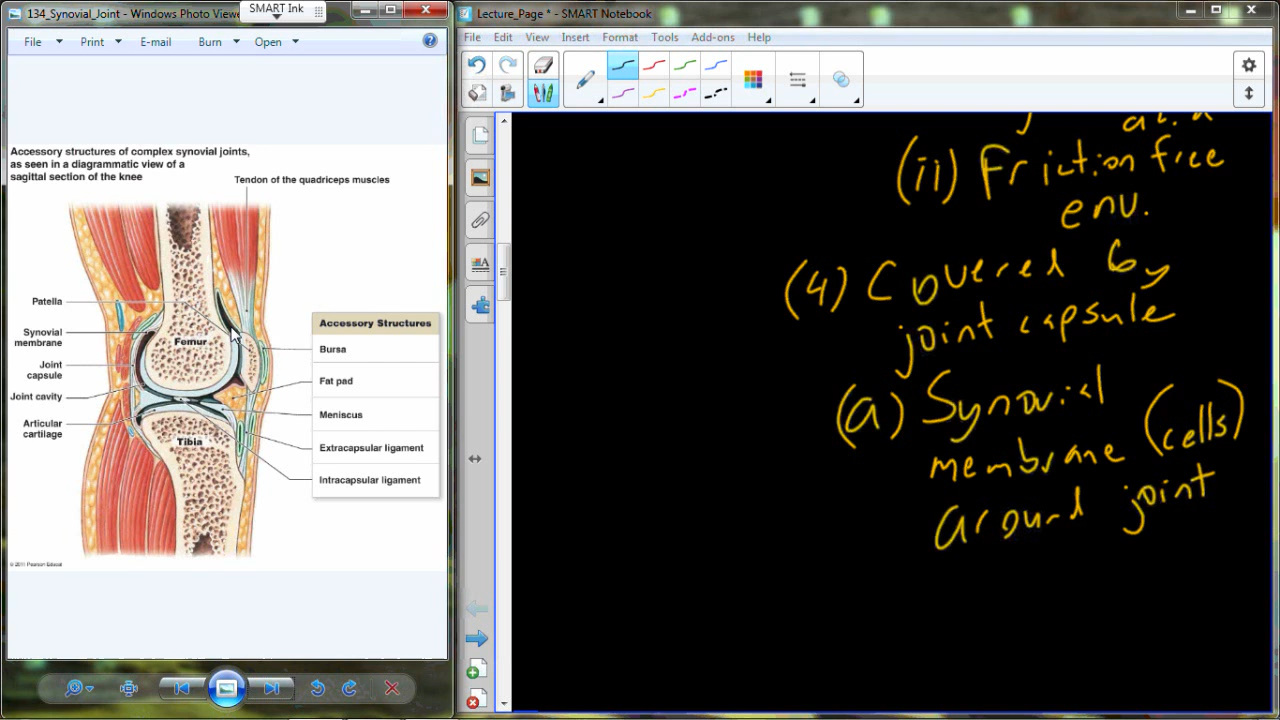 134_Synovial_Joint - Windows Photo Viewe
SMART Ink
File Print E-mail Burn Open
Accessory structures of complex synovial joints,
as seen in a diagrammatic view of a
sagittal section of the knee
Tendon of the quadriceps muscles
Patella
Synovial
membrane
Joint
capsule
Joint cavity
Articular
cartilage
Femur
Tibia
Accessory Structures
Bursa
Fat pad
Meniscus
Extracapsular ligament
Intracapsular ligament
© 2011 Pearson Educat
Lecture_Page * - SMART Notebook
File Edit View Insert Format Tools Add-ons Help
(ii) Friction free
env.
(4) Covered by
joint capsule
(a) Synovial
membrane (cells)
around joint